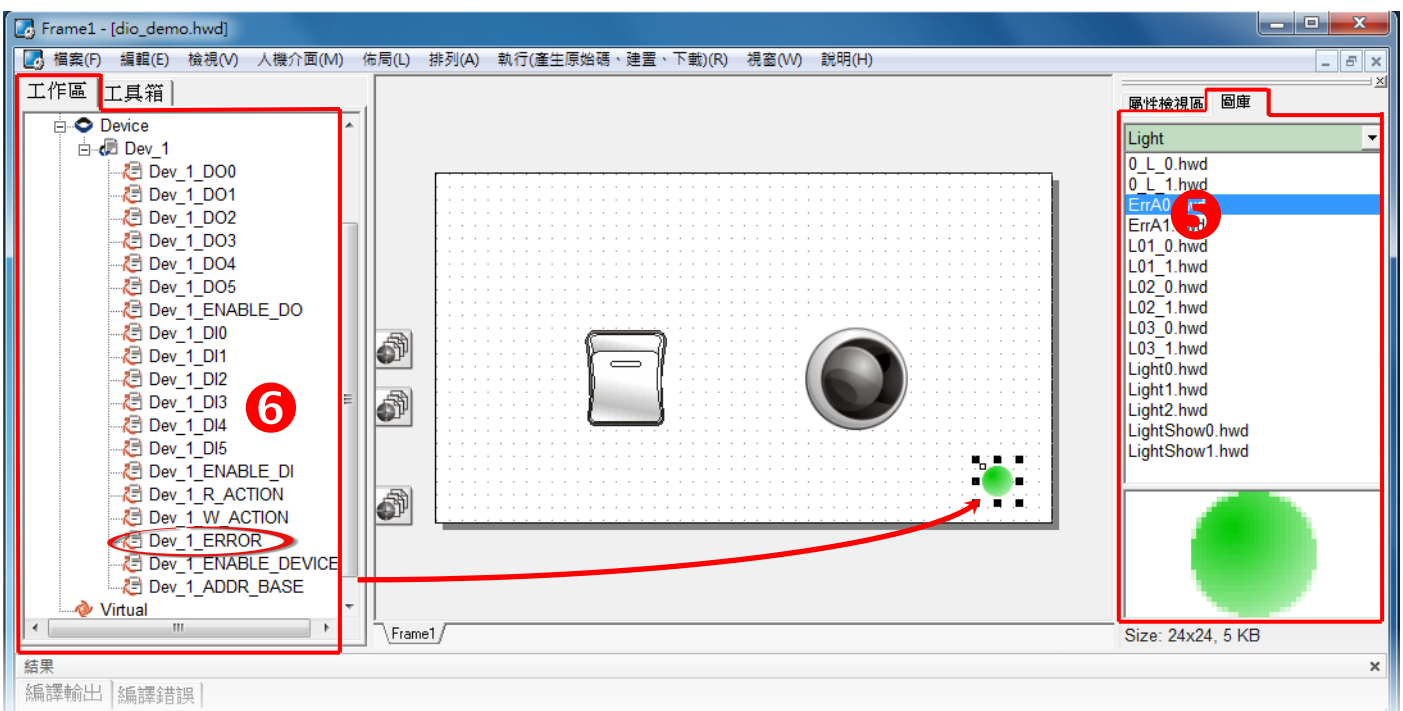 Frame1 - [dio_demo.hwd]
檔案(F) 編輯(E) 檢視(V) 人機介面(M) 佈局(L) 排列(A) 執行(產生原始碼、建置、下載)(R) 視窗(W) 說明(H)
工作區 工具箱
Device
Dev_1
Dev_1_DO0
Dev_1_DO1
Dev_1_DO2
Dev_1_DO3
Dev_1_DO4
Dev_1_DO5
Dev_1_ENABLE_DO
Dev_1_DI0
Dev_1_DI1
Dev_1_DI2
Dev_1_DI3
Dev_1_DI4
Dev_1_DI5
Dev_1_ENABLE_DI
Dev_1_R_ACTION
Dev_1_W_ACTION
Dev_1_ERROR
Dev_1_ENABLE_DEVICE
Dev_1_ADDR_BASE
Virtual
6
Frame1
屬性檢視區 圖庫
Light
0_L_0.hwd
0_L_1.hwd
ErrA0
ErrA1
5
L01_0.hwd
L01_1.hwd
L02_0.hwd
L02_1.hwd
L03_0.hwd
L03_1.hwd
Light0.hwd
Light1.hwd
Light2.hwd
LightShow0.hwd
LightShow1.hwd
Size: 24x24, 5 KB
結果
編譯輸出 編譯錯誤